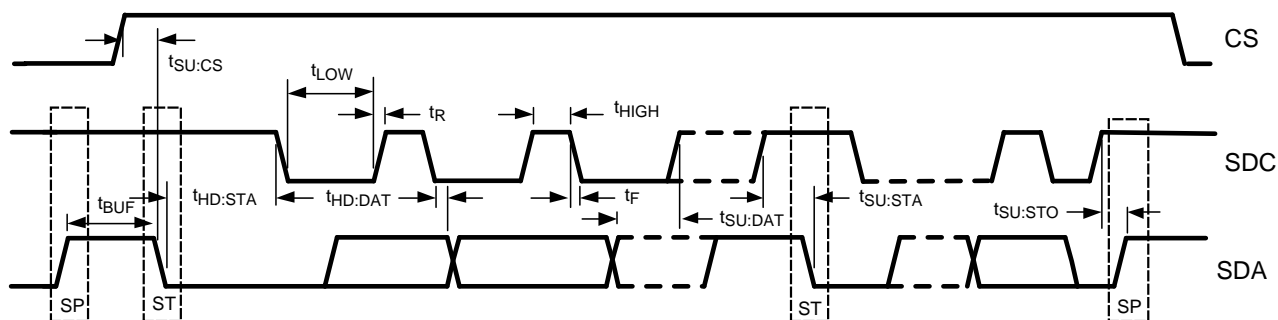 CS
tSU:CS
tLOW
tR
tHIGH
SDC
tHD:STA
tHD:DAT
tF
tSU:DAT
tSU:STA
tSU:STO
tBUF
SDA
SP
ST
ST
SP